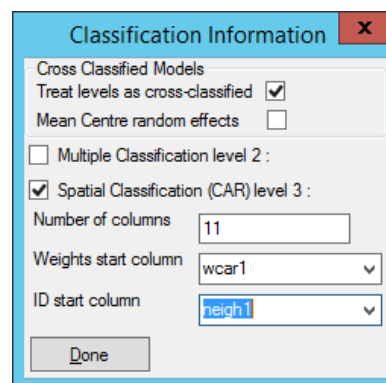 Classification Information x
Cross Classified Models
Treat levels as cross-classified
Mean Centre random effects
Multiple Classification level 2 :
Spatial Classification (CAR) level 3 :
Number of columns 11
Weights start column wcar1
ID start column neigh1
Done